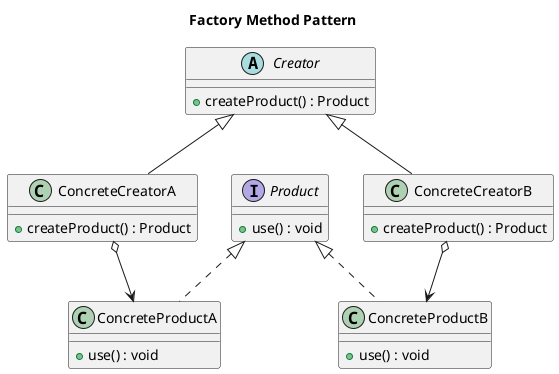 Factory Method Pattern
A Creator
createProduct() : Product
C ConcreteCreatorA
createProduct() : Product
I Product
use() : void
C ConcreteCreatorB
createProduct() : Product
C ConcreteProductA
use() : void
C ConcreteProductB
use() : void